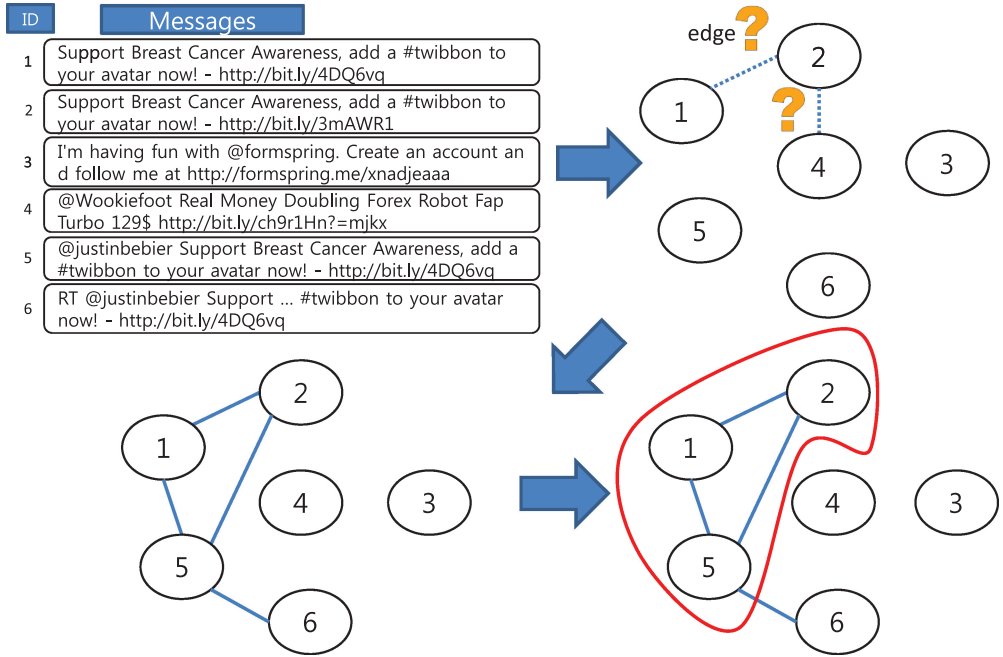 ID Messages
1 Support Breast Cancer Awareness, add a #twibbon to
your avatar now! - http://bit.ly/4DQ6vq
2 Support Breast Cancer Awareness, add a #twibbon to
your avatar now! - http://bit.ly/3mAWR1
3 I'm having fun with @formspring. Create an account an
d follow me at http://formspring.me/xnadjeaaa
4 @Wookiefoot Real Money Doubling Forex Robot Fap
Turbo 129$ http://bit.ly/ch9r1Hn?=mjkx
5 @justinbebier Support Breast Cancer Awareness, add a
#twibbon to your avatar now! - http://bit.ly/4DQ6vq
6 RT @justinbebier Support ... #twibbon to your avatar
now! - http://bit.ly/4DQ6vq
edge ?
2
1
?
4
3
5
6
2
1
4
3
5
6
2
1
4
3
5
6